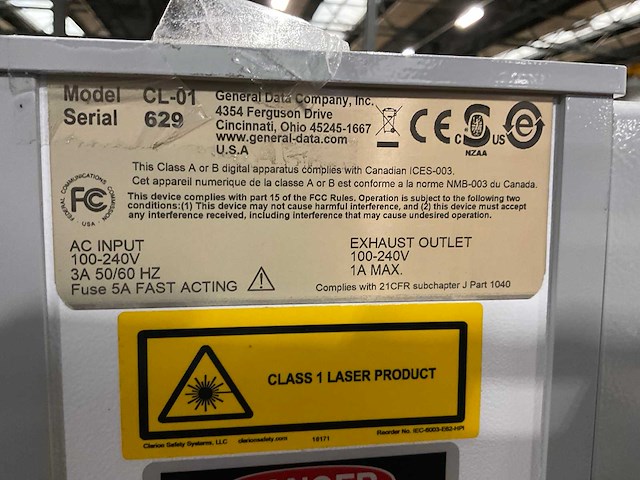 Model CL-01
Serial 629
General Data Company, Inc.
4354 Ferguson Drive
Cincinnati, Ohio 45245-1667
www.general-data.com
U.S.A
CE
C S US
NZAA
e
This Class A or B digital apparatus complies with Canadian ICES-003.
Cet appareil numerique de la classe A or B est conforme a la norme NMB-003 du Canada.
FEDERAL COMMUNICATIONS COMMISSION
FC
USA
This device complies with part 15 of the FCC Rules. Operation is subject to the following two
conditions:(1) This device may not cause harmful interference, and (2) this device must accept
any interference received, including interference that may cause undesired operation.
AC INPUT
100-240V
3A 50/60 HZ
Fuse 5A FAST ACTING
EXHAUST OUTLET
100-240V
1A MAX.
Complies with 21CFR subchapter J Part 1040
CLASS 1 LASER PRODUCT
Clarion Safety Systems, LLC clarionsafety.com 10171 Reorder No. IEC-6003-E62-HPI
DANGER